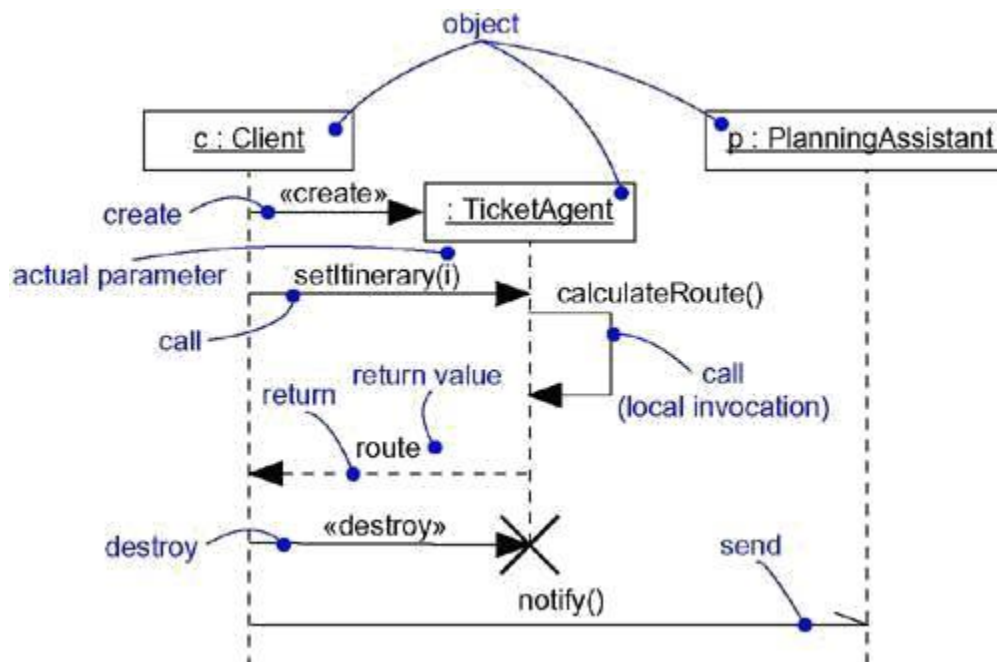 object
c : Client
p : PlanningAssistant
«create»
create
: TicketAgent
actual parameter
setItinerary(i)
calculateRoute()
call
return value
call
(local invocation)
return
route
«destroy»
destroy
send
notify()